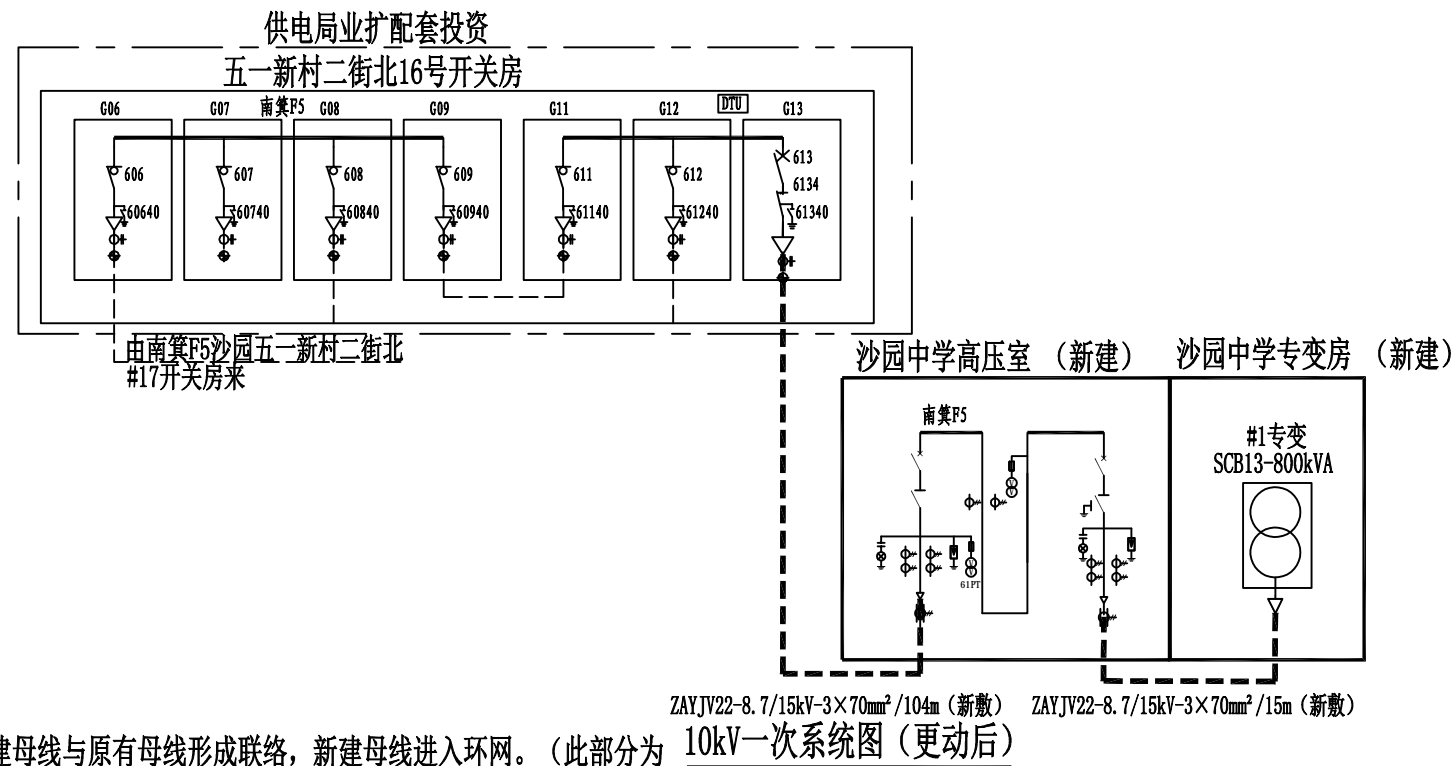 供电局业扩配套投资
五一新村二街北16号开关房
G06 G07 南箕F5 G08 G09 G11 G12 DTU G13
606 607 608 609 611 612 613
6134
60640 60740 60840 60940 61140 61240 61340
由南箕F5沙园五一新村二街北
#17开关房来
沙园中学高压室 （新建） 沙园中学专变房 （新建）
南箕F5
#1专变
SCB13-800kVA
61PT
ZAYJV22-8.7/15kV-3×70mm²/104m（新敷） ZAYJV22-8.7/15kV-3×70mm²/15m（新敷）
建母线与原有母线形成联络，新建母线进入环网。（此部分为
10kV一次系统图（更动后）